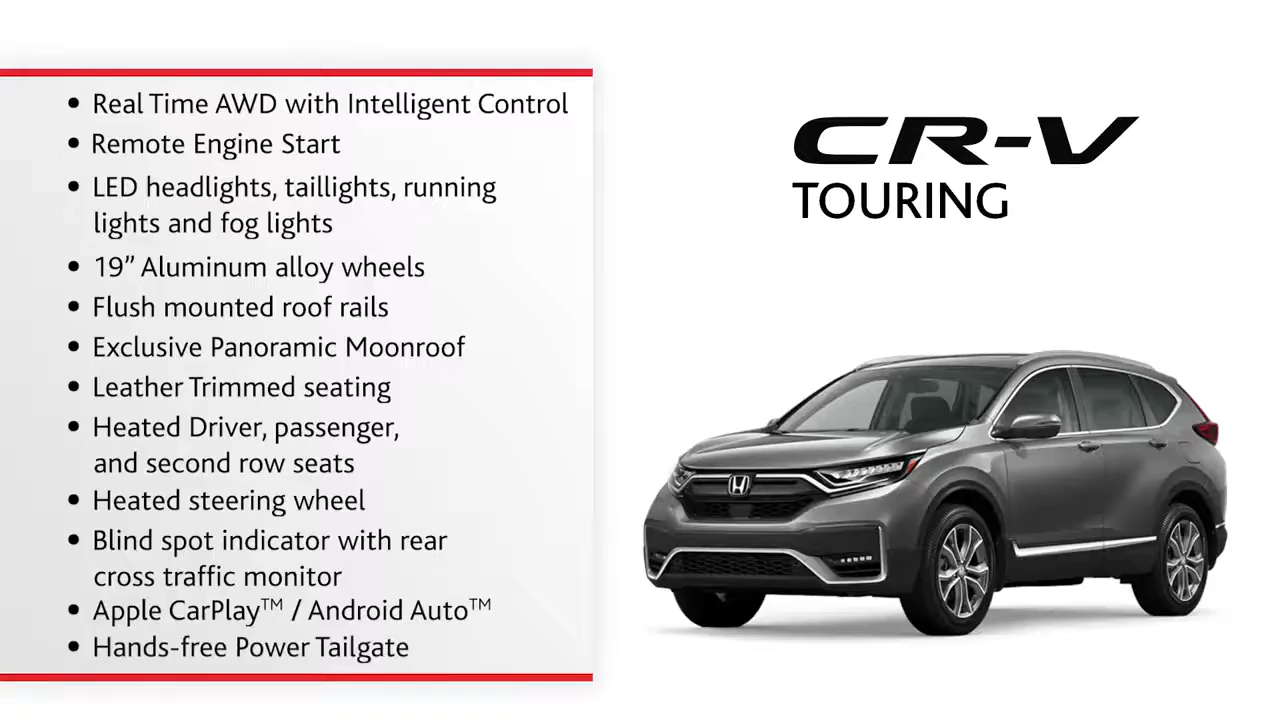 • Real Time AWD with Intelligent Control
• Remote Engine Start
• LED headlights, taillights, running
lights and fog lights
• 19” Aluminum alloy wheels
• Flush mounted roof rails
• Exclusive Panoramic Moonroof
• Leather Trimmed seating
• Heated Driver, passenger,
and second row seats
• Heated steering wheel
• Blind spot indicator with rear
cross traffic monitor
• Apple CarPlay™ / Android Auto™
• Hands-free Power Tailgate
CR-V
TOURING